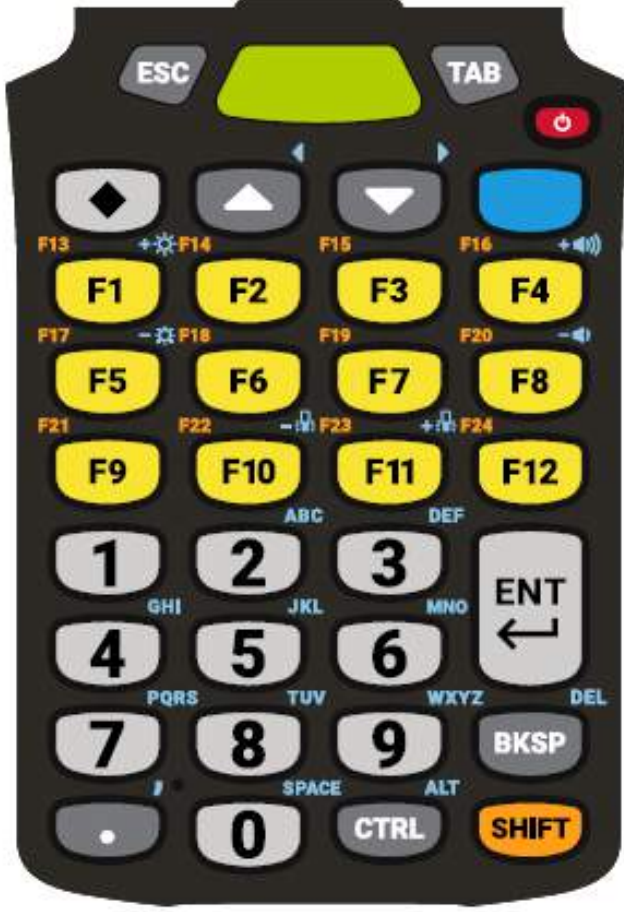 ESC TAB
F13 F14 F15 F16
F1 F2 F3 F4
F17 F18 F19 F20
F5 F6 F7 F8
F21 F22 F23 F24
F9 F10 F11 F12
ABC DEF
1 2 3 ENT
GHI JKL MNO
4 5 6
PQRS TUV WXYZ DEL
7 8 9 BKSP
, SPACE ALT
. 0 CTRL SHIFT